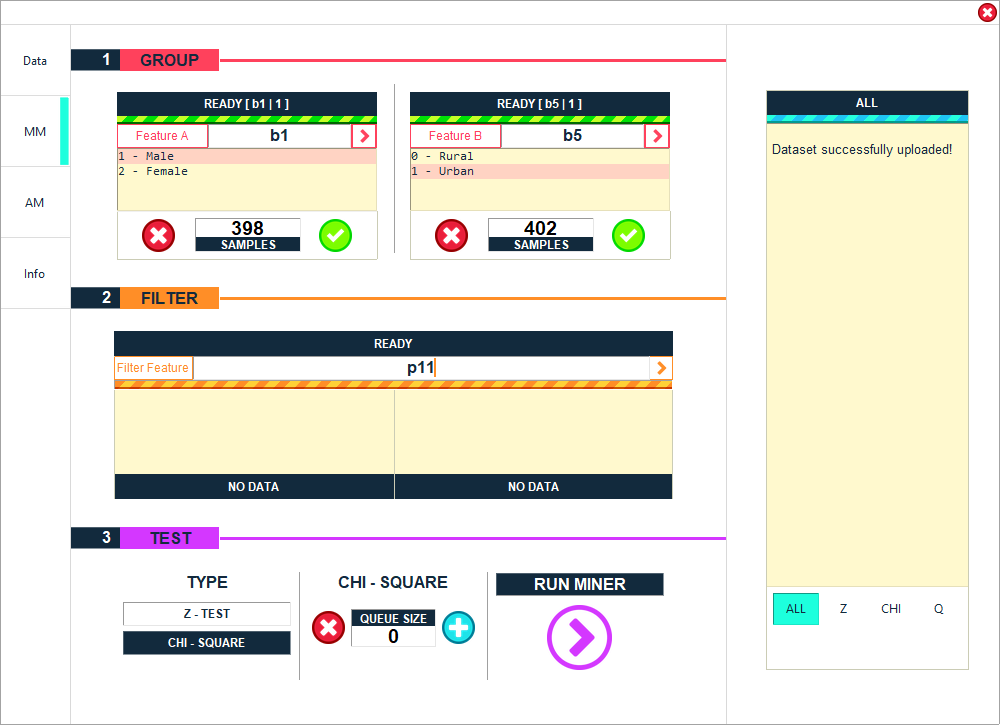 Data
MM
AM
Info
1 GROUP
READY [ b1 | 1 ]
Feature A b1
1 - Male
2 - Female
398
SAMPLES
READY [ b5 | 1 ]
Feature B b5
0 - Rural
1 - Urban
402
SAMPLES
2 FILTER
READY
Filter Feature p11
NO DATA NO DATA
3 TEST
TYPE
Z - TEST
CHI - SQUARE
CHI - SQUARE
QUEUE SIZE
0
RUN MINER
ALL
Dataset successfully uploaded!
ALL Z CHI Q